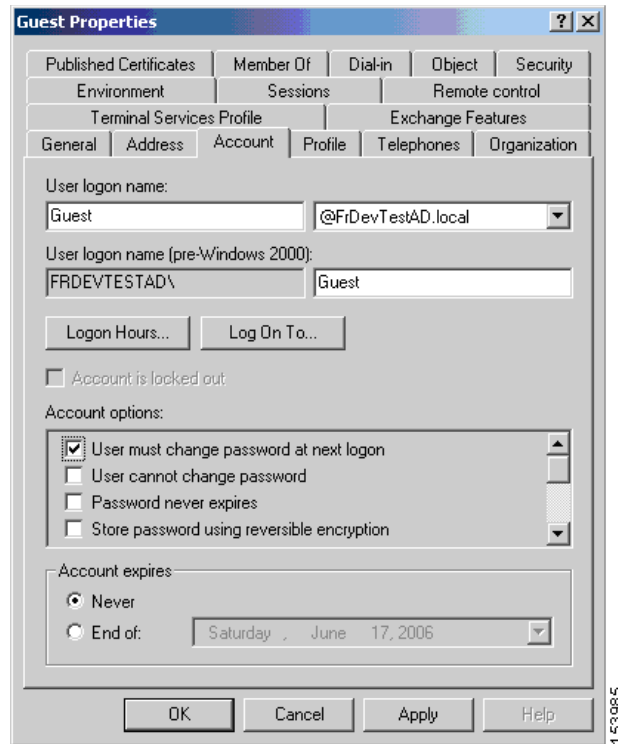 Guest Properties
? X
Published Certificates Member Of Dial-in Object Security
Environment Sessions Remote control
Terminal Services Profile Exchange Features
General Address Account Profile Telephones Organization
User logon name:
Guest @FrDevTestAD.local
User logon name (pre-Windows 2000):
FRDEVTESTAD\ Guest
Logon Hours... Log On To...
Account is locked out
Account options:
User must change password at next logon
User cannot change password
Password never expires
Store password using reversible encryption
Account expires
Never
End of: Saturday , June 17, 2006
OK Cancel Apply Help
153985